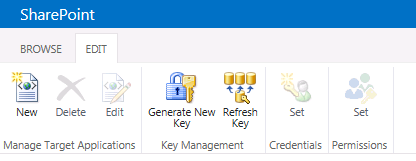 SharePoint
BROWSE EDIT
New Delete Edit Generate New Key Refresh Key Set Set
Manage Target Applications Key Management Credentials Permissions